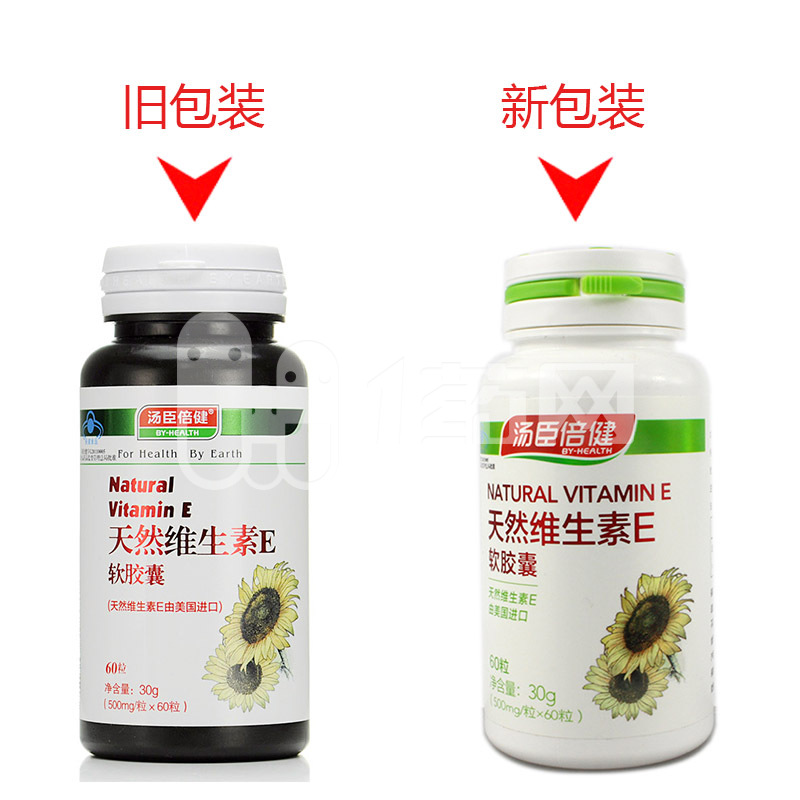 旧包装
新包装
汤臣倍健®
BY-HEALTH
For Health By Earth
Natural
Vitamin E
天然维生素E
软胶囊
(天然维生素E由美国进口)
60粒
净含量: 30g
(500mg/粒×60粒)
汤臣倍健
BY-HEALTH
NATURAL VITAMIN E
天然维生素E
软胶囊
天然维生素E
由美国进口
60粒
净含量: 30g
(500mg/粒×60粒)
1药网